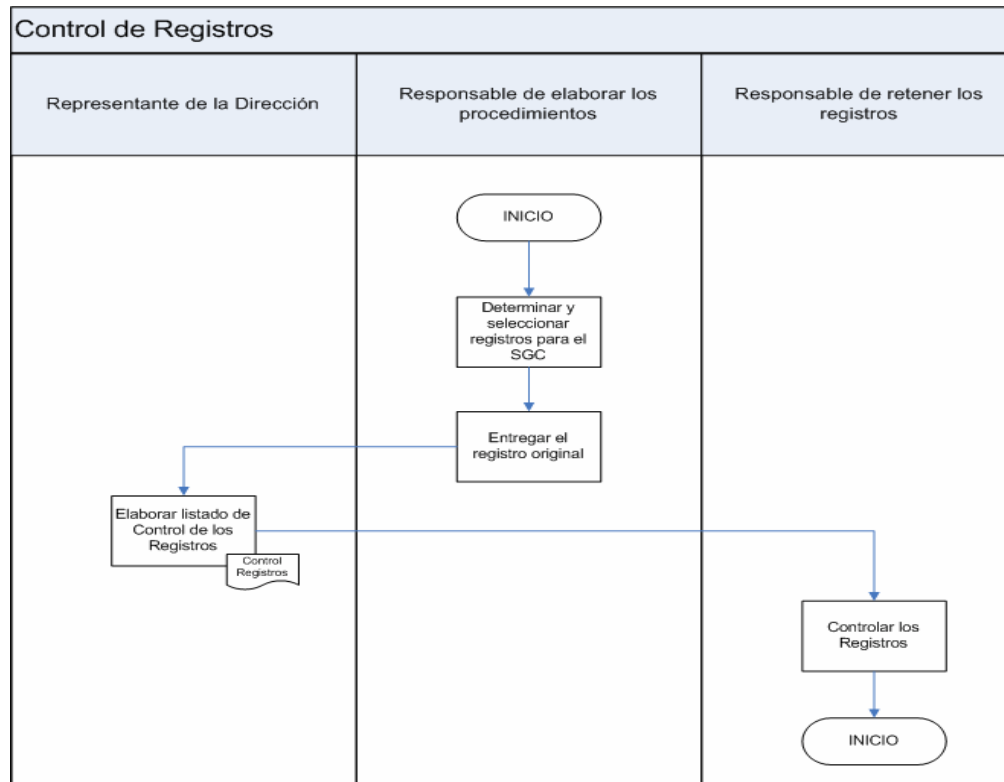 Control de Registros
Representante de la Dirección
Responsable de elaborar los
procedimientos
Responsable de retener los
registros
INICIO
Determinar y
seleccionar
registros para el
SGC
Entregar el
registro original
Elaborar listado de
Control de los
Registros
Control
Registros
Controlar los
Registros
INICIO